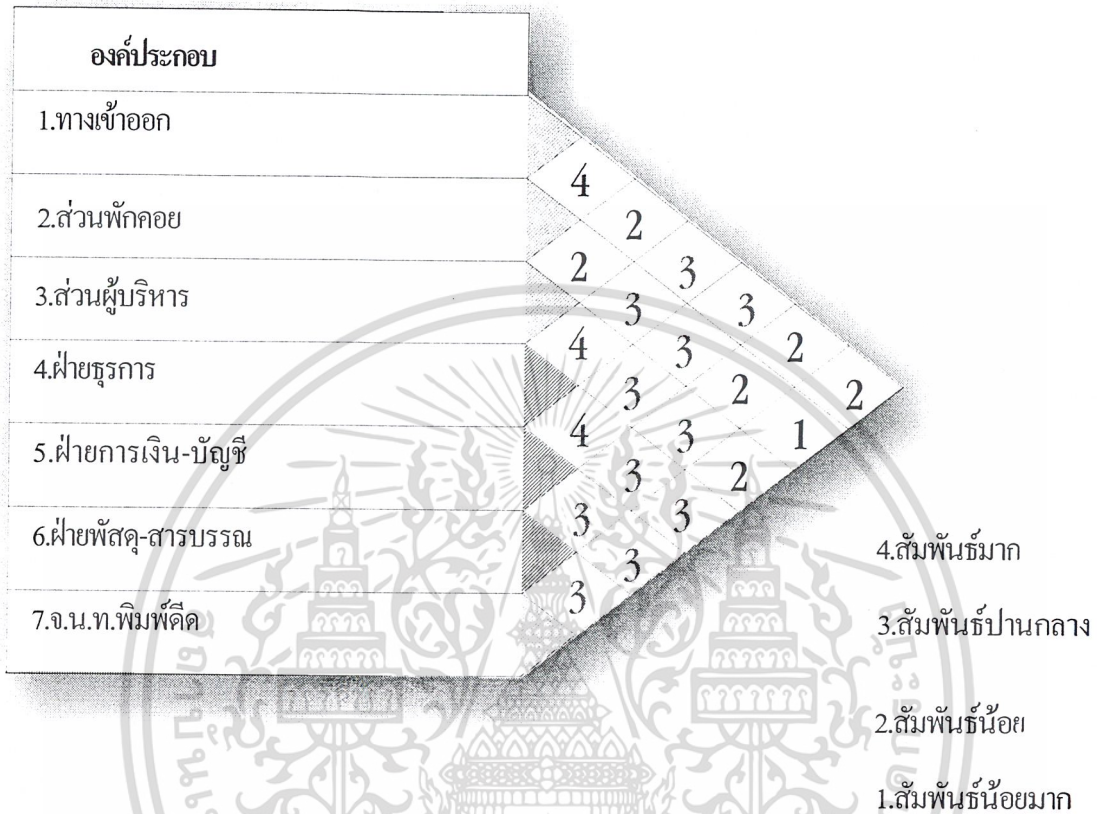 องค์ประกอบ
1.ทางเข้าออก
2.ส่วนพักคอย
3.ส่วนผู้บริหาร
4.ฝ่ายธุรการ
5.ฝ่ายการเงิน-บัญชี
6.ฝ่ายพัสดุ-สารบรรณ
7.จ.น.ท.พิมพ์ดีด
4
2
2 3
3 3
4 3 2
3 2 2
4 3 1
3 2
3 3
3
3
4.สัมพันธ์มาก
3.สัมพันธ์ปานกลาง
2.สัมพันธ์น้อย
1.สัมพันธ์น้อยมาก